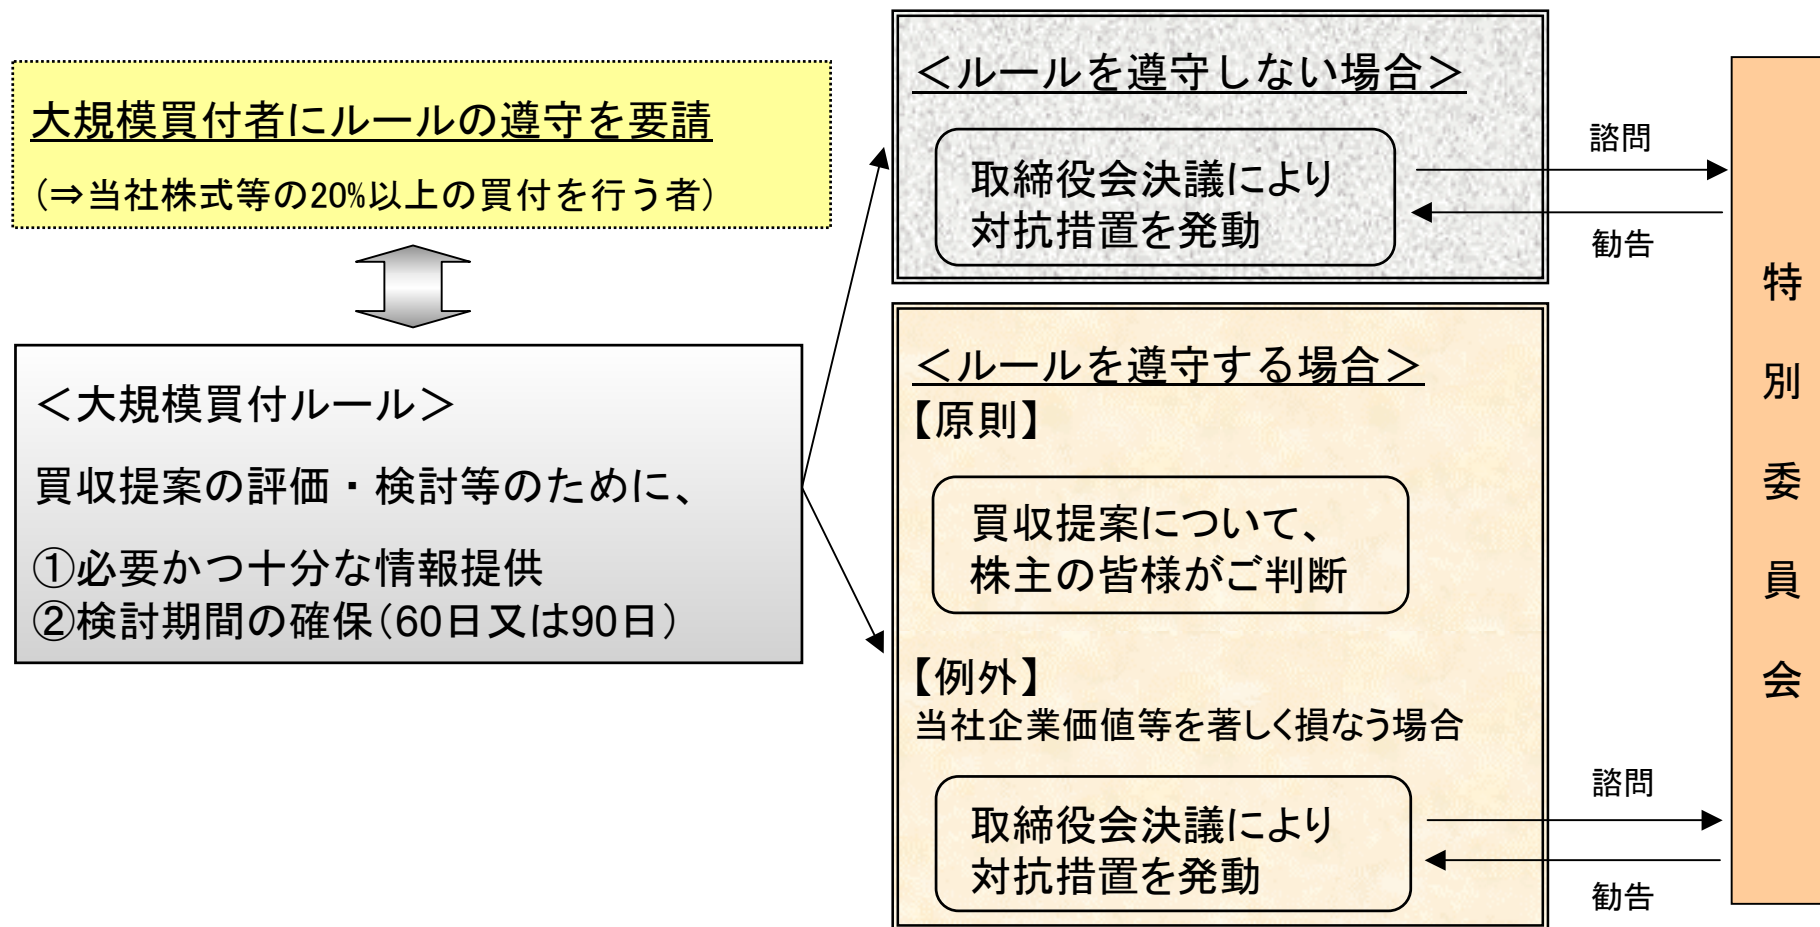 大規模買付者にルールの遵守を要請
(⇒当社株式等の20%以上の買付を行う者)
＜大規模買付ルール＞
買収提案の評価・検討等のために、
①必要かつ十分な情報提供
②検討期間の確保(60日又は90日)
＜ルールを遵守しない場合＞
取締役会決議により
対抗措置を発動
諮問
勧告
＜ルールを遵守する場合＞
【原則】
買収提案について、
株主の皆様がご判断
【例外】
当社企業価値等を著しく損なう場合
取締役会決議により
対抗措置を発動
諮問
勧告
特別委員会